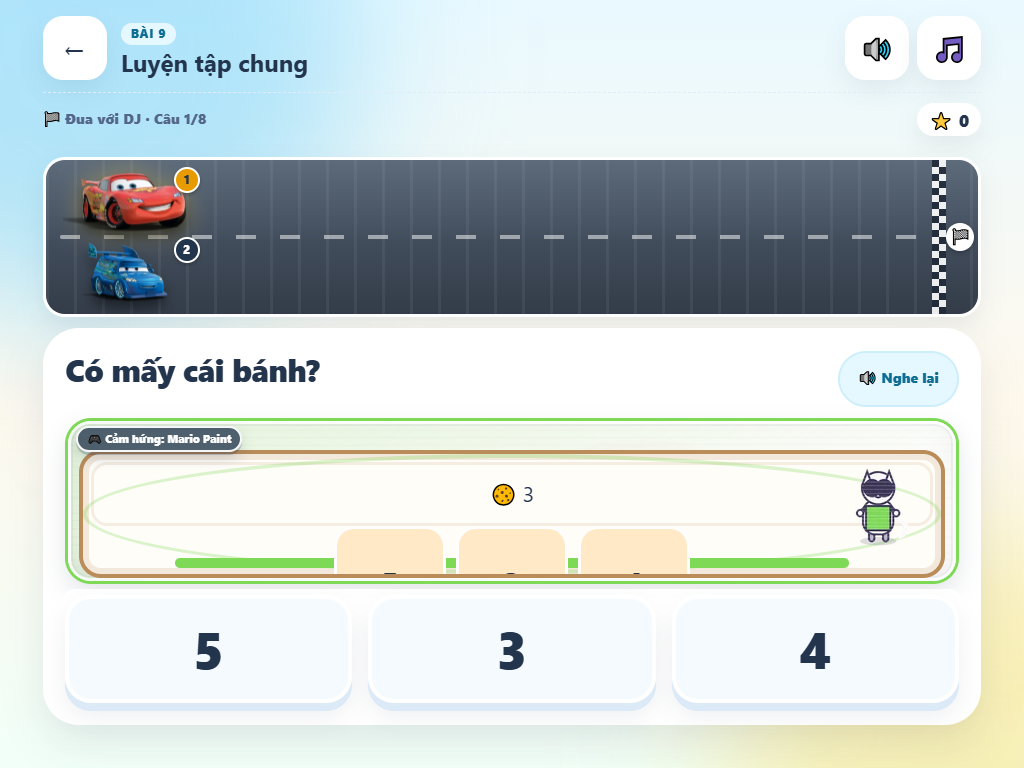 ←
BÀI 9
Luyện tập chung
Đua với DJ · Câu 1/8
0
1
2
Có mấy cái bánh?
Nghe lại
Cảm hứng: Mario Paint
3
5
3
4